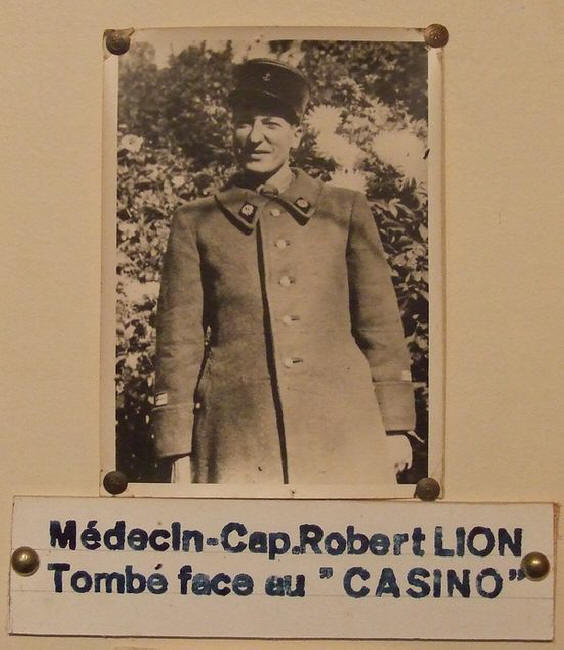 Médecin-Cap.Robert LION
Tombé face au " CASINO"